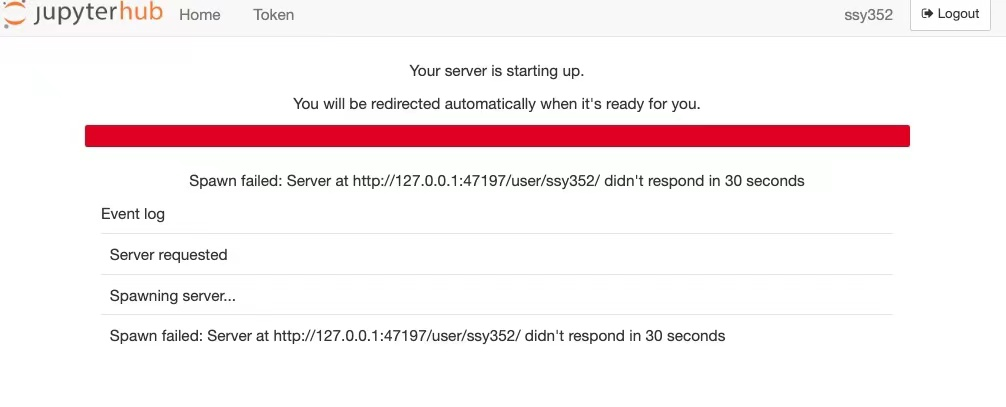 jupyterhub Home Token ssy352 Logout
Your server is starting up.
You will be redirected automatically when it's ready for you.
Spawn failed: Server at http://127.0.0.1:47197/user/ssy352/ didn't respond in 30 seconds
Event log
Server requested
Spawning server...
Spawn failed: Server at http://127.0.0.1:47197/user/ssy352/ didn't respond in 30 seconds